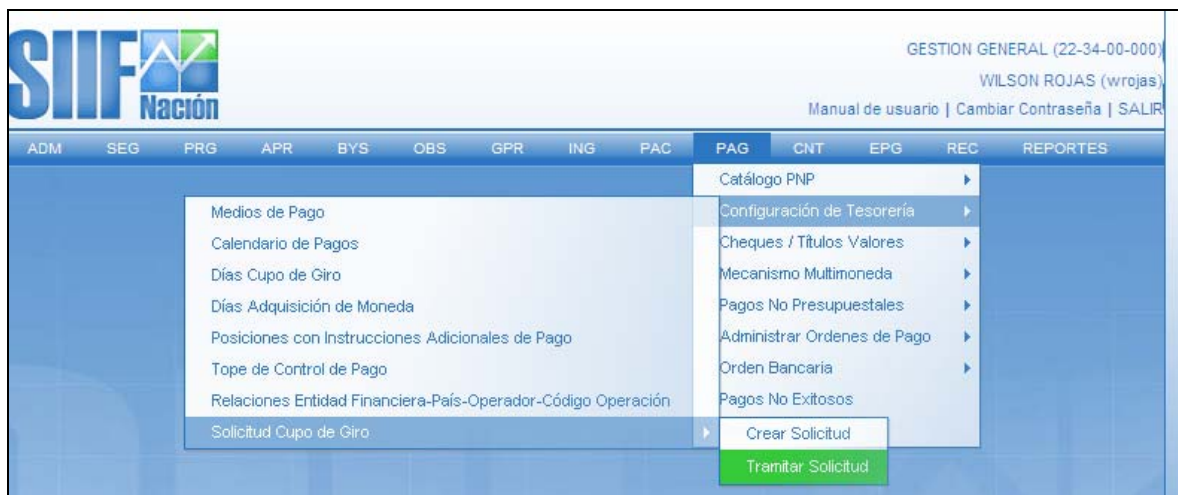 SIIF
Nación
GESTION GENERAL (22-34-00-000)
WILSON ROJAS (wrojas)
Manual de usuario | Cambiar Contraseña | SALIR
ADM SEG PRG APR BYS OBS GPR ING PAC PAG CNT EPG REC REPORTES
Catálogo PNP
Configuración de Tesorería
Cheques / Títulos Valores
Mecanismo Multimoneda
Pagos No Presupuestales
Administrar Ordenes de Pago
Orden Bancaria
Pagos No Exitosos
Medios de Pago
Calendario de Pagos
Días Cupo de Giro
Días Adquisición de Moneda
Posiciones con Instrucciones Adicionales de Pago
Tope de Control de Pago
Relaciones Entidad Financiera-País-Operador-Código Operación
Solicitud Cupo de Giro
Crear Solicitud
Tramitar Solicitud